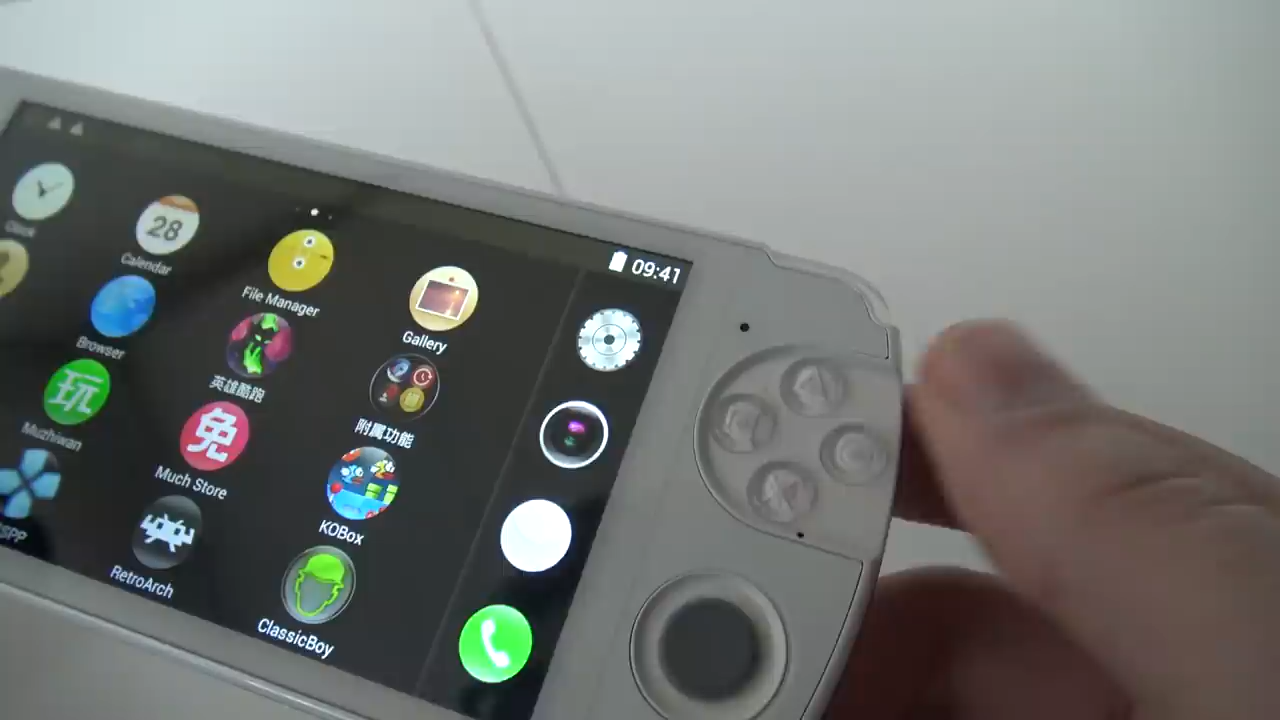 09:41
Clock
28
Calendar
File Manager
Gallery
Browser
英雄酷跑
附属功能
玩
Muzhiwan
免
Much Store
KOBox
RetroArch
ClassicBoy